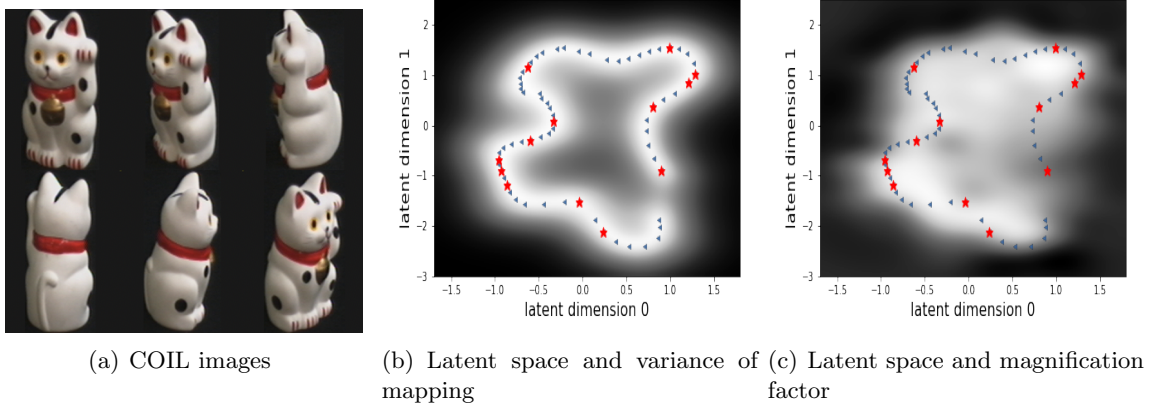 2
1
0
−1
−2
−3
latent dimension 1
−1.5 −1.0 −0.5 0.0 0.5 1.0 1.5
latent dimension 0
2
1
0
−1
−2
−3
latent dimension 1
−1.5 −1.0 −0.5 0.0 0.5 1.0 1.5
latent dimension 0
(a) COIL images
(b) Latent space and variance of
mapping
(c) Latent space and magnification
factor